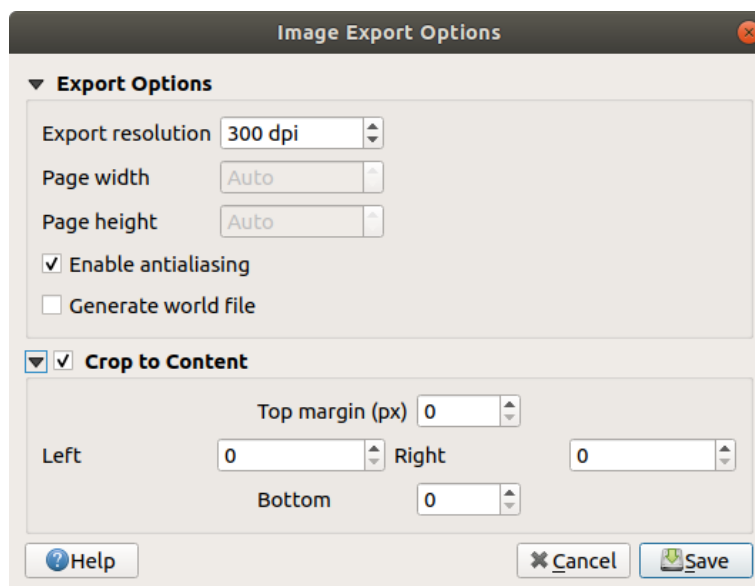 Image Export Options
Export Options
Export resolution 300 dpi
Page width Auto
Page height Auto
Enable antialiasing
Generate world file
Crop to Content
Top margin (px) 0
Left 0 Right 0
Bottom 0
Help Cancel Save